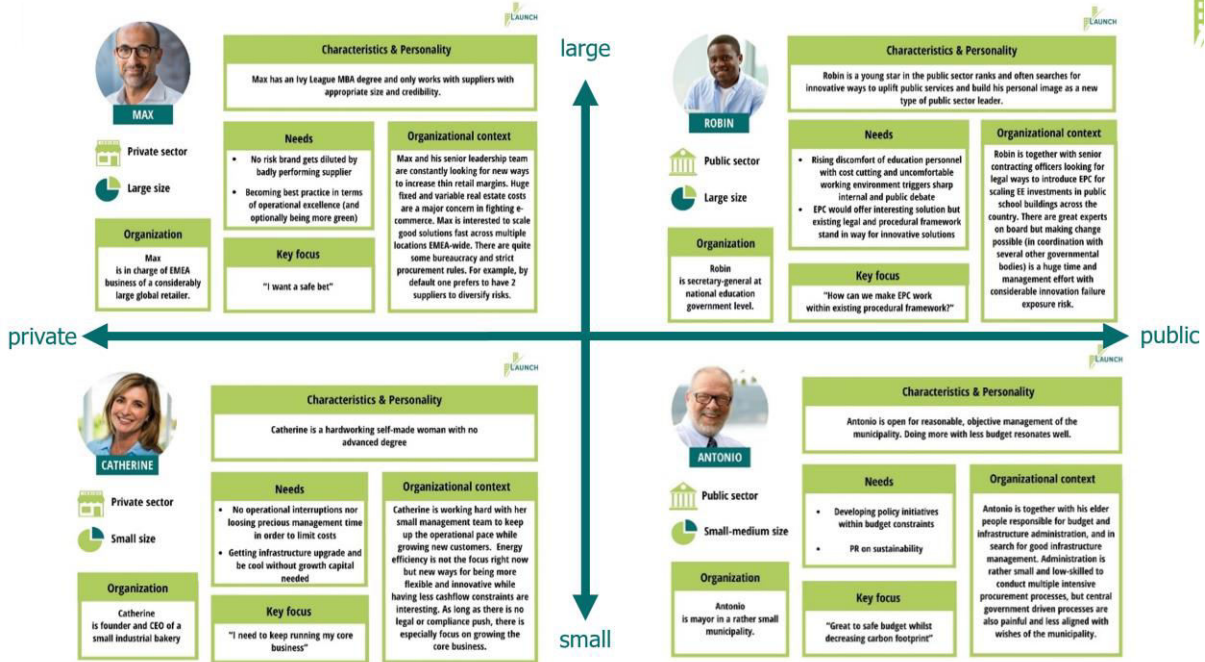 LAUNCH
MAX
Private sector
Large size
Organization
Max
is in charge of EMEA
business of a considerably
large global retailer.
Characteristics & Personality
Max has an Ivy League MBA degree and only works with suppliers with
appropriate size and credibility.
Needs
• No risk brand gets diluted by
badly performing supplier
• Becoming best practice in terms
of operational excellence (and
optionally being more green)
Key focus
"I want a safe bet"
Organizational context
Max and his senior leadership team
are constantly looking for new ways
to increase thin retail margins. Huge
fixed and variable real estate costs
are a major concern in fighting e-
commerce. Max is interested to scale
good solutions fast across multiple
locations EMEA-wide. There are quite
some bureaucracy and strict
procurement rules. For example, by
default one prefers to have 2
suppliers to diversify risks.
large
LAUNCH
ROBIN
Public sector
Large size
Organization
Robin
is secretary-general at
national education
government level.
Characteristics & Personality
Robin is a young star in the public sector ranks and often searches for
innovative ways to uplift public services and build his personal image as a new
type of public sector leader.
Needs
• Rising discomfort of education personnel
with cost cutting and uncomfortable
working environment triggers sharp
internal and public debate
• EPC would offer interesting solution but
existing legal and procedural framework
stand in way for innovative solutions
Key focus
"How can we make EPC work
within existing procedural framework?"
Organizational context
Robin is together with senior
contracting officers looking for
legal ways to introduce EPC for
scaling EE investments in public
school buildings across the
country. There are great experts
on board but making change
possible (in coordination with
several other governmental
bodies) is a huge time and
management effort with
considerable innovation failure
exposure risk.
private
public
LAUNCH
CATHERINE
Private sector
Small size
Organization
Catherine
is founder and CEO of a
small industrial bakery
Characteristics & Personality
Catherine is a hardworking self-made woman with no
advanced degree
Needs
• No operational interruptions nor
loosing precious management time
in order to limit costs
• Getting infrastructure upgrade and
be cool without growth capital
needed
Key focus
"I need to keep running my core
business"
Organizational context
Catherine is working hard with her
small management team to keep
up the operational pace while
growing new customers. Energy
efficiency is not the focus right now
but new ways for being more
flexible and innovative while
having less cashflow constraints are
interesting. As long as there is no
legal or compliance push, there is
especially focus on growing the
core business.
small
LAUNCH
ANTONIO
Public sector
Small-medium size
Organization
Antonio
is mayor in a rather small
municipality.
Characteristics & Personality
Antonio is open for reasonable, objective management of the
municipality. Doing more with less budget resonates well.
Needs
• Developing policy initiatives
within budget constraints
• PR on sustainability
Key focus
"Great to safe budget whilst
decreasing carbon footprint"
Organizational context
Antonio is together with his elder
people responsible for budget and
infrastructure administration, and in
search for good infrastructure
management. Administration is
rather small and low-skilled to
conduct multiple intensive
procurement processes, but central
government driven processes are
also painful and less aligned with
wishes of the municipality.